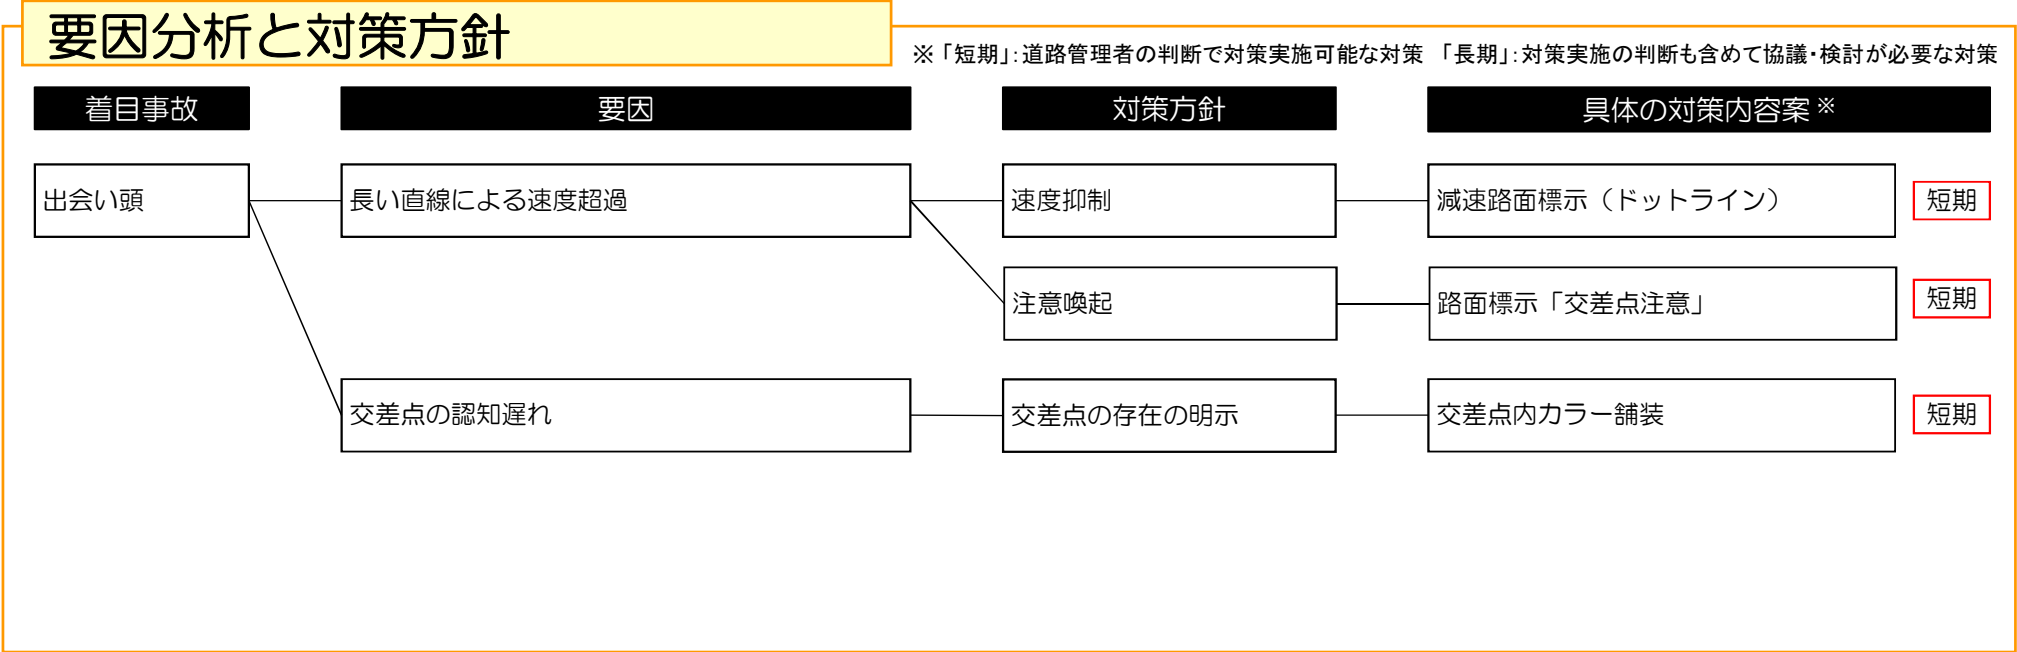 要因分析と対策方針
※「短期」：道路管理者の判断で対策実施可能な対策　「長期」：対策実施の判断も含めて協議・検討が必要な対策
着目事故　要因　対策方針　具体の対策内容案※
出会い頭　長い直線による速度超過　速度抑制　減速路面標示（ドットライン）　短期
注意喚起　路面標示「交差点注意」　短期
交差点の認知遅れ　交差点の存在の明示　交差点内カラー舗装　短期